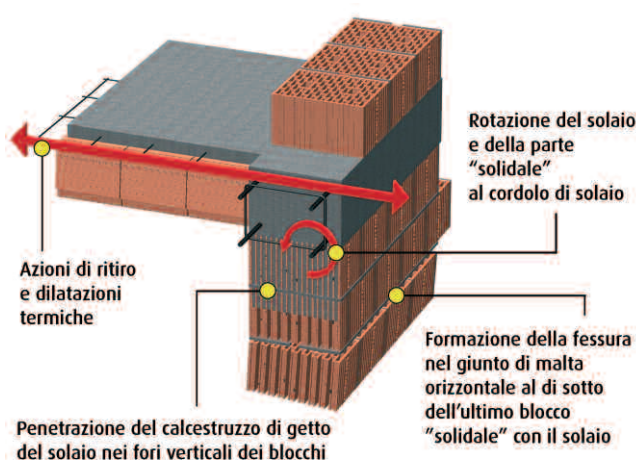 Rotazione del solaio
e della parte
“solidale”
al cordolo di solaio
Azioni di ritiro
e dilatazioni
termiche
Formazione della fessura
nel giunto di malta
orizzontale al di sotto
dell’ultimo blocco
“solidale” con il solaio
Penetrazione del calcestruzzo di getto
del solaio nei fori verticali dei blocchi